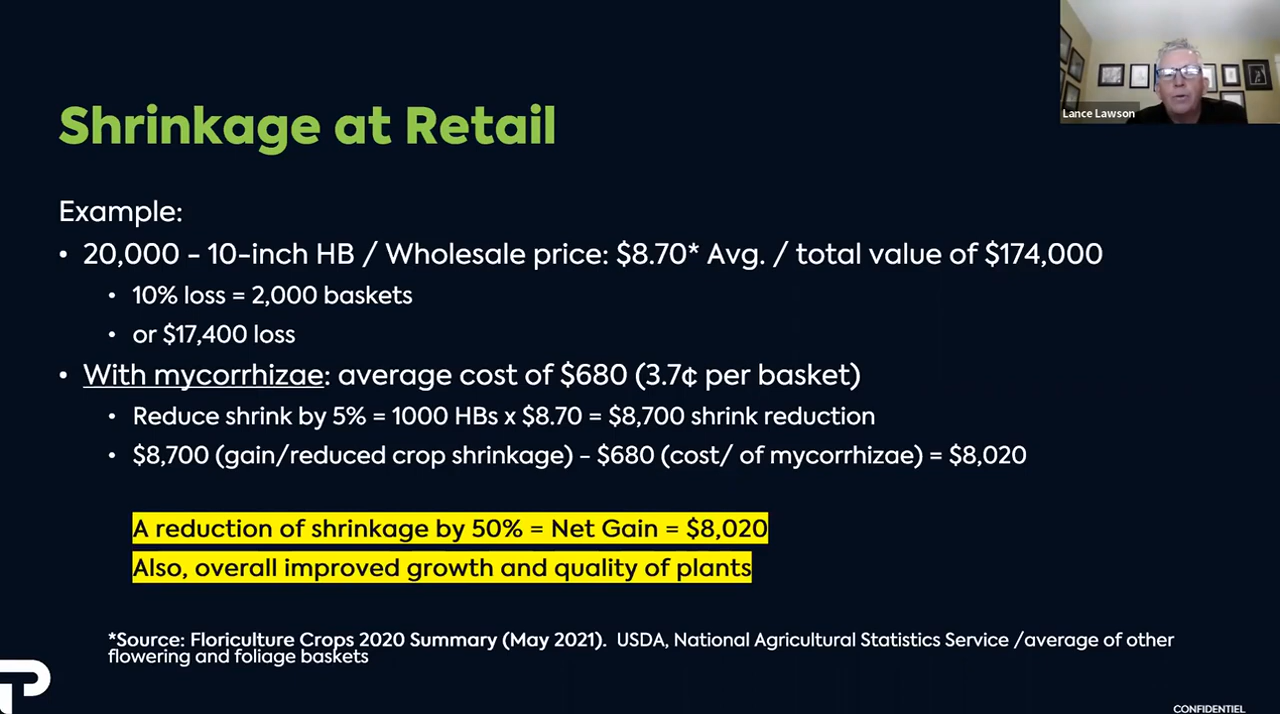 Lance Lawson
Shrinkage at Retail
Example:
• 20,000 - 10-inch HB / Wholesale price: $8.70* Avg. / total value of $174,000
• 10% loss = 2,000 baskets
• or $17,400 loss
• With mycorrhizae: average cost of $680 (3.7¢ per basket)
• Reduce shrink by 5% = 1000 HBs x $8.70 = $8,700 shrink reduction
• $8,700 (gain/reduced crop shrinkage) - $680 (cost/ of mycorrhizae) = $8,020
A reduction of shrinkage by 50% = Net Gain = $8,020
Also, overall improved growth and quality of plants
*Source: Floriculture Crops 2020 Summary (May 2021). USDA, National Agricultural Statistics Service /average of other
flowering and foliage baskets
CONFIDENTIEL